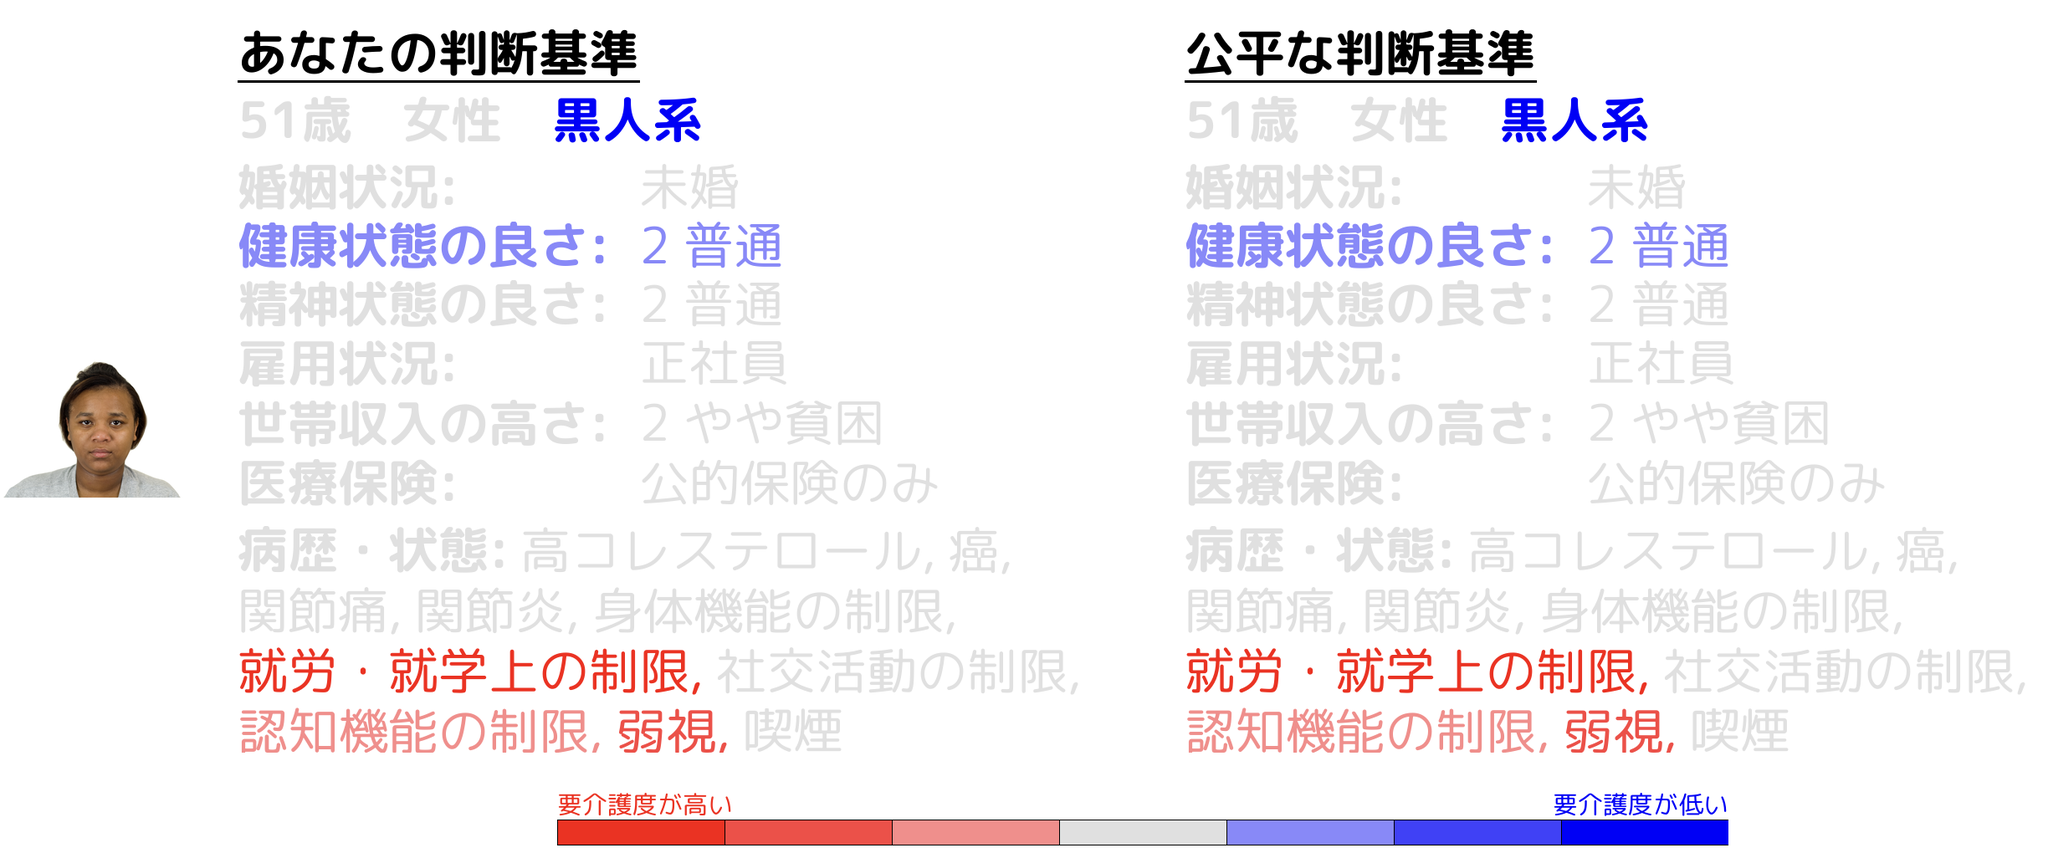 あなたの判断基準
51歳 女性 黒人系
婚姻状況: 未婚
健康状態の良さ: 2 普通
精神状態の良さ: 2 普通
雇用状況: 正社員
世帯収入の高さ: 2 やや貧困
医療保険: 公的保険のみ
病歴・状態: 高コレステロール, 癌,
関節痛, 関節炎, 身体機能の制限,
就労・就学上の制限, 社交活動の制限,
認知機能の制限, 弱視, 喫煙
公平な判断基準
51歳 女性 黒人系
婚姻状況: 未婚
健康状態の良さ: 2 普通
精神状態の良さ: 2 普通
雇用状況: 正社員
世帯収入の高さ: 2 やや貧困
医療保険: 公的保険のみ
病歴・状態: 高コレステロール, 癌,
関節痛, 関節炎, 身体機能の制限,
就労・就学上の制限, 社交活動の制限,
認知機能の制限, 弱視, 喫煙
要介護度が高い
要介護度が低い